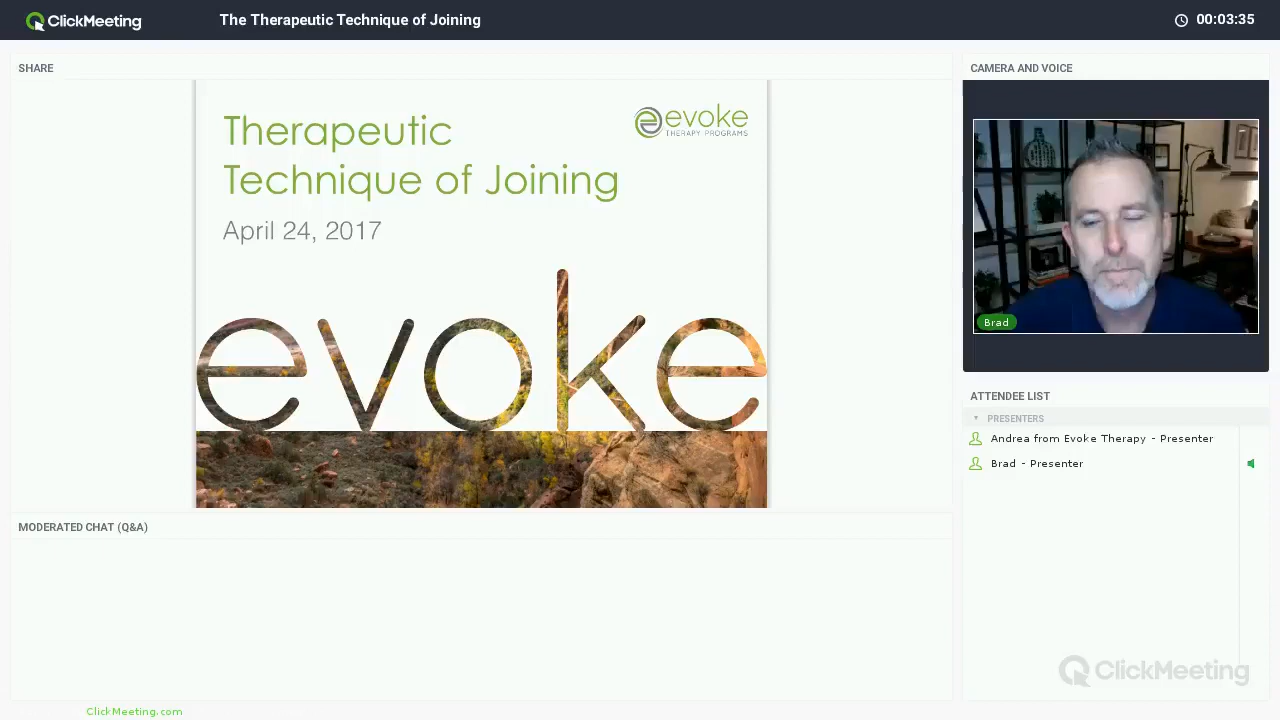 ClickMeeting
The Therapeutic Technique of Joining
00:03:35
SHARE
Therapeutic
Technique of Joining
April 24, 2017
evoke
THERAPY PROGRAMS
evoke
MODERATED CHAT (Q&A)
CAMERA AND VOICE
Brad
ATTENDEE LIST
PRESENTERS
Andrea from Evoke Therapy - Presenter
Brad - Presenter
ClickMeeting
ClickMeeting.com